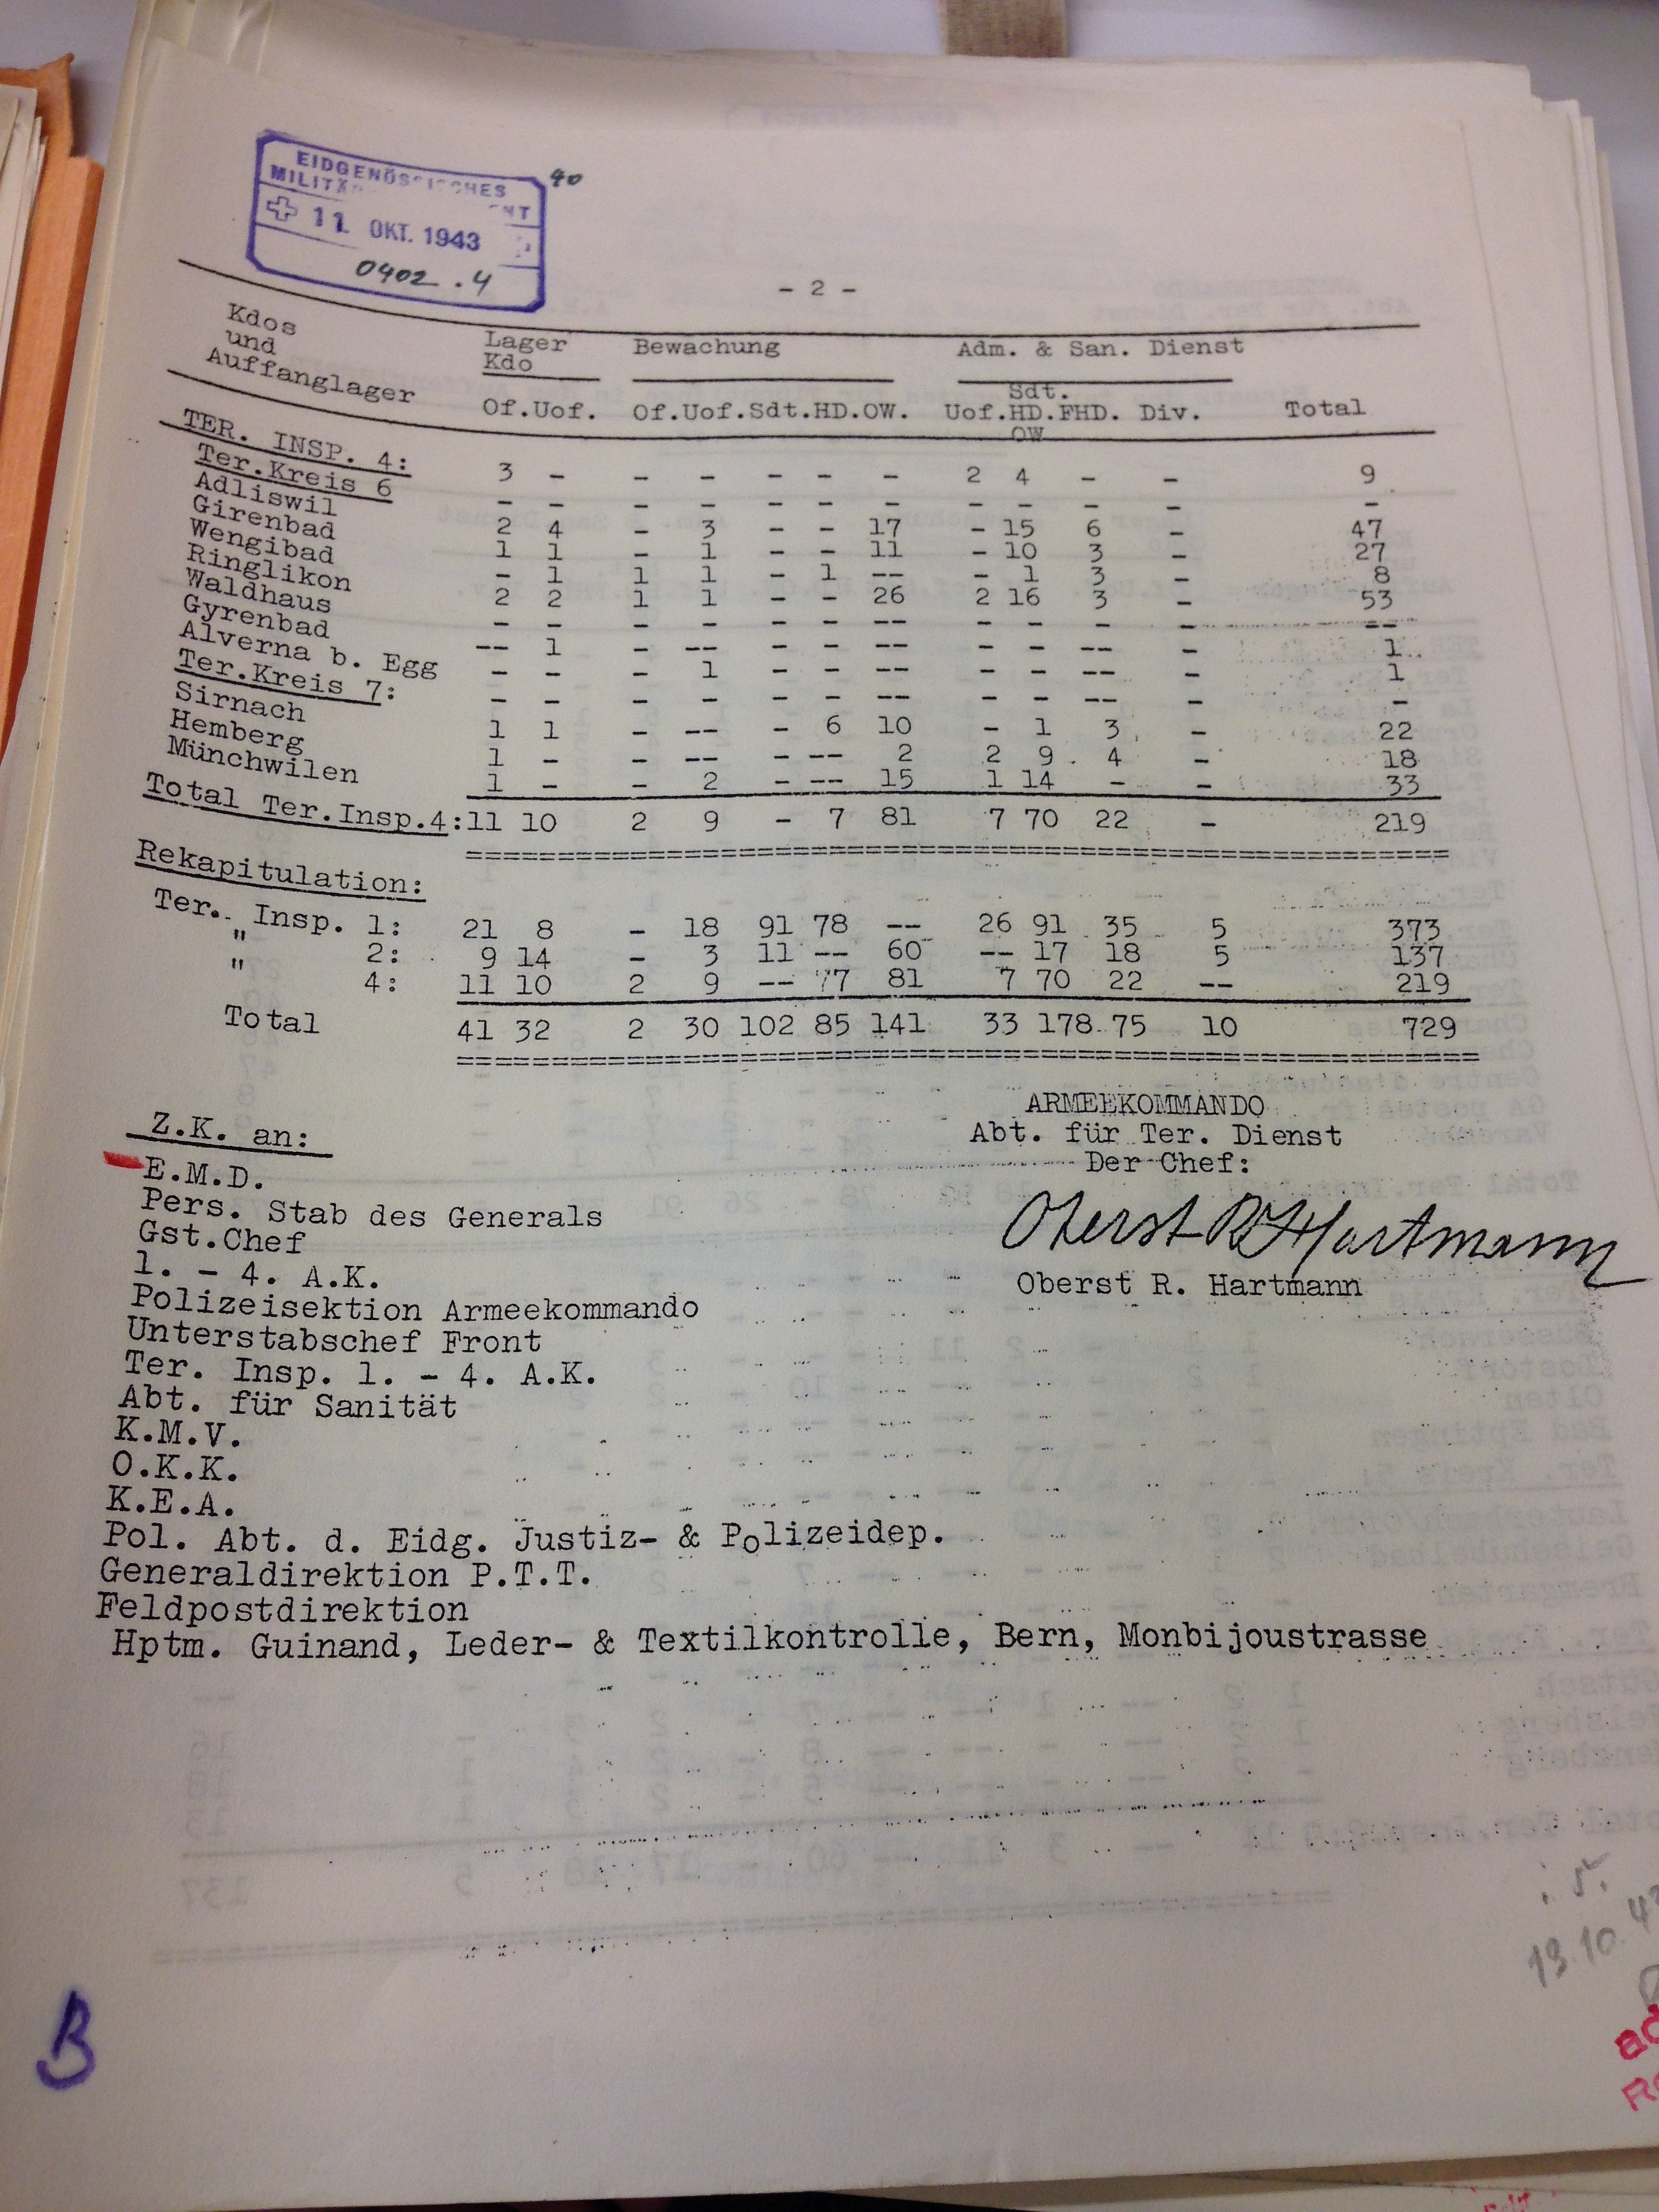 EIDGENÖSSISCHES
MILITÄ
11. OKT. 1943
0402 . 4
40
- 2 -
Kdos
und
Auffanglager
Lager
Kdo
Bewachung
Adm. & San. Dienst
Of.Uof. Of.Uof.Sdt.HD.OW. Uof. Sdt. HD. OW FHD. Div. Total
TER. INSP. 4:
Ter.Kreis 6 3 - - - - - - 2 4 - - 9
Adliswil - - - - - - - - - - - -
Girenbad 2 4 - 3 - - 17 - 15 6 - 47
Wengibad 1 1 - 1 - - 11 - 10 3 - 27
Ringlikon - 1 1 1 - 1 -- - 1 3 - 8
Waldhaus 2 2 1 1 - - 26 2 16 3 - 53
Gyrenbad - - - - - - -- - - - - --
Alverna b. Egg -- 1 - -- - - -- - - -- - 1
Ter.Kreis 7: - - - 1 - - -- - - -- - 1
Sirnach - - - - - - -- - - -- - -
Hemberg 1 1 - -- - 6 10 - 1 3 - 22
Münchwilen 1 - - -- - -- 2 2 9 4 - 18
1 - - 2 - -- 15 1 14 - - 33
Total Ter.Insp.4: 11 10 2 9 - 7 81 7 70 22 - 219
Rekapitulation:
Ter. Insp. 1: 21 8 - 18 91 78 -- 26 91 35 5 373
" 2: 9 14 - 3 11 -- 60 -- 17 18 5 137
" 4: 11 10 2 9 -- 77 81 7 70 22 -- 219
Total 41 32 2 30 102 85 141 33 178 75 10 729
ARMEEKOMMANDO
Abt. für Ter. Dienst
Der Chef:
Oberst R. Hartmann
Oberst R. Hartmann
Z.K. an:
E.M.D.
Pers. Stab des Generals
Gst.Chef
1. - 4. A.K.
Polizeisektion Armeekommando
Unterstabschef Front
Ter. Insp. 1. - 4. A.K.
Abt. für Sanität
K.M.V.
O.K.K.
K.E.A.
Pol. Abt. d. Eidg. Justiz- & Polizeidep.
Generaldirektion P.T.T.
Feldpostdirektion
Hptm. Guinand, Leder- & Textilkontrolle, Bern, Monbijoustrasse
B